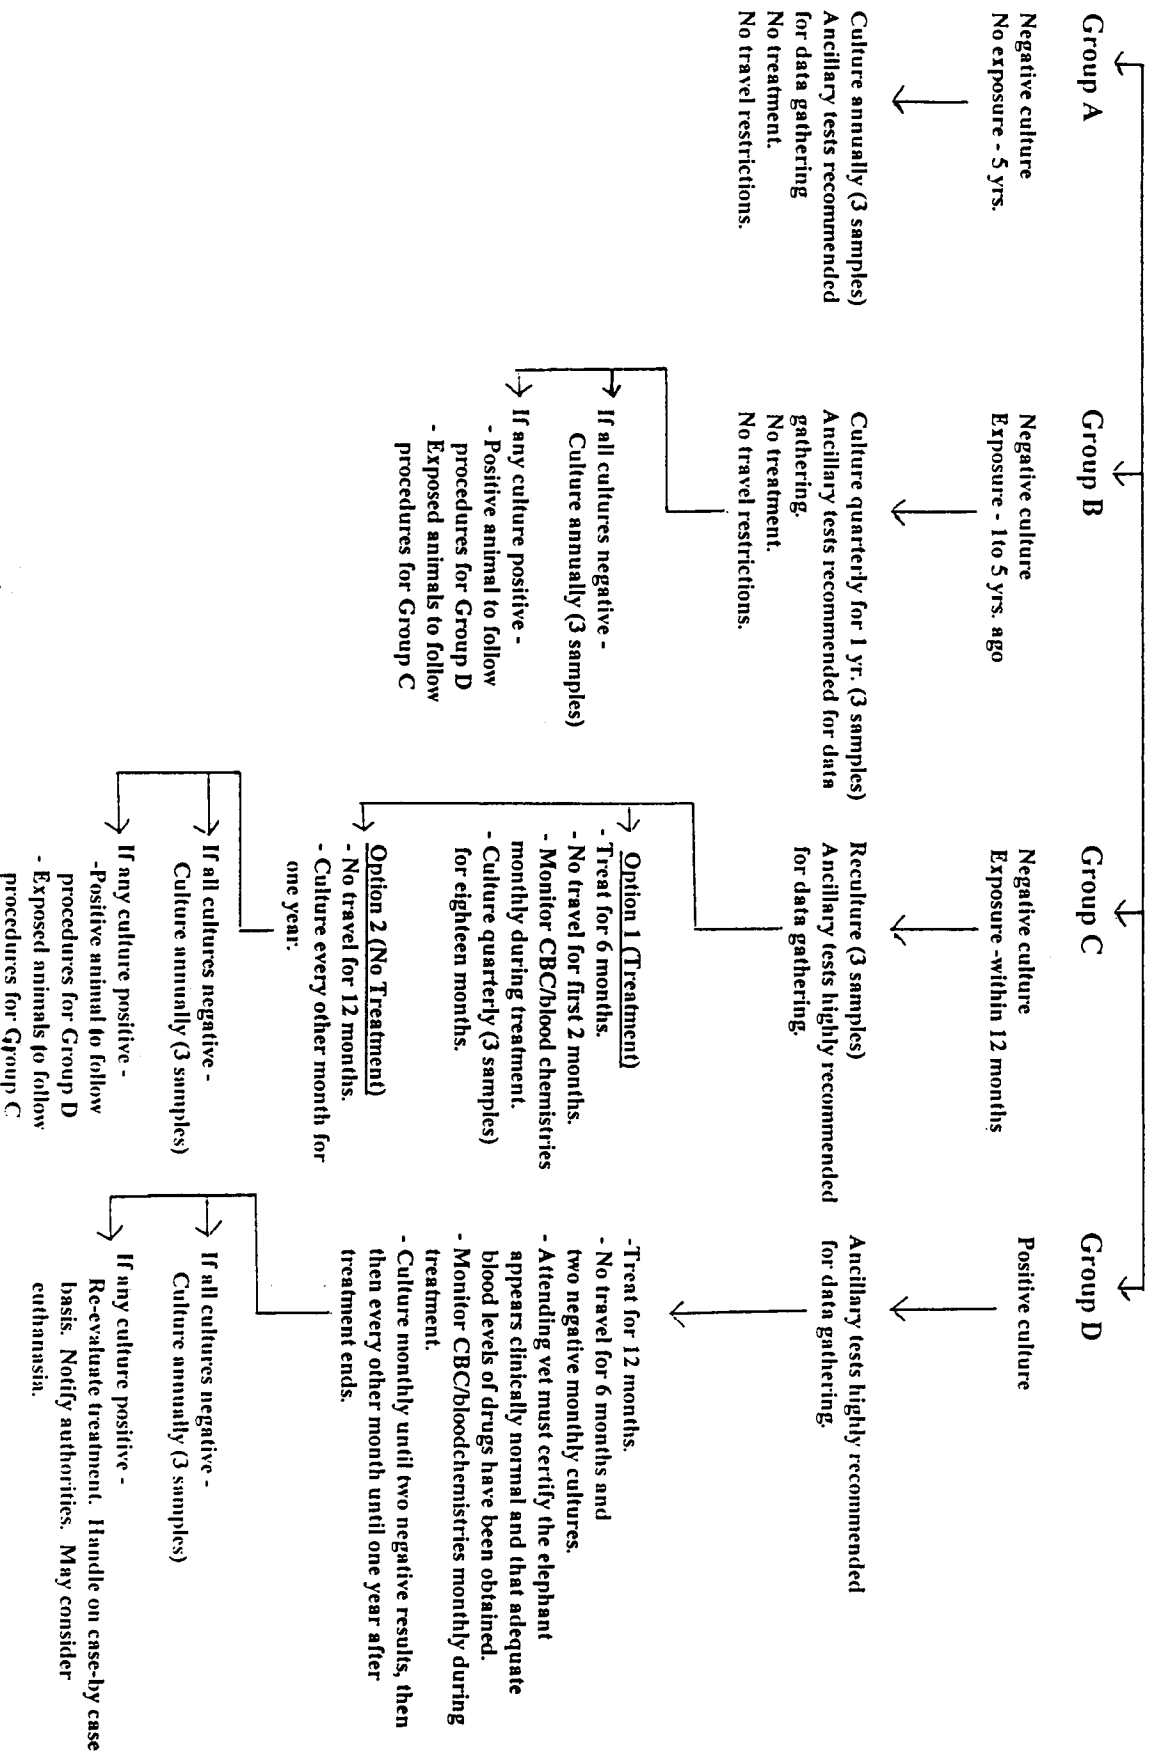 Group A
Negative culture
No exposure - 5 yrs.
Culture annually (3 samples)
Ancillary tests recommended
for data gathering
No treatment.
No travel restrictions.
Group B
Negative culture
Exposure - 1to 5 yrs. ago
Culture quarterly for 1 yr. (3 samples)
Ancillary tests recommended for data
gathering.
No treatment.
No travel restrictions.
If all cultures negative -
Culture annually (3 samples)
If any culture positive -
- Positive animal to follow
procedures for Group D
- Exposed animals to follow
procedures for Group C
Group C
Negative culture
Exposure -within 12 months
Reculture (3 samples)
Ancillary tests highly recommended
for data gathering.
Option 1 (Treatment)
- Treat for 6 months.
- No travel for first 2 months.
- Monitor CBC/blood chemistries
monthly during treatment.
- Culture quarterly (3 samples)
for eighteen months.
Option 2 (No Treatment)
- No travel for 12 months.
- Culture every other month for
one year.
If all cultures negative -
Culture annually (3 samples)
If any culture positive -
-Positive animal to follow
procedures for Group D
- Exposed animals to follow
procedures for Group C
Group D
Positive culture
Ancillary tests highly recommended
for data gathering.
-Treat for 12 months.
- No travel for 6 months and
two negative monthly cultures.
- Attending vet must certify the elephant
appears clinically normal and that adequate
blood levels of drugs have been obtained.
- Monitor CBC/bloodchemistries monthly during
treatment.
- Culture monthly until two negative results, then
then every other month until one year after
treatment ends.
If all cultures negative -
Culture annually (3 samples)
If any culture positive -
Re-evaluate treatment. Handle on case-by case
basis. Notify authorities. May consider
euthanasia.